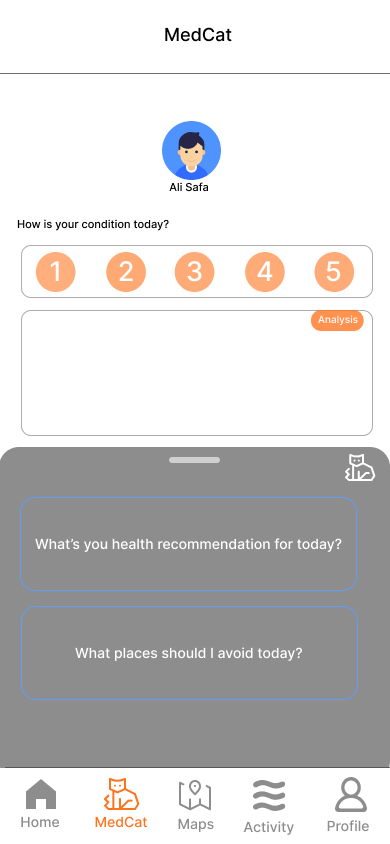 MedCat
Ali Safa
How is your condition today?
1 2 3 4 5
Analysis
What's you health recommendation for today?
What places should I avoid today?
Home MedCat Maps Activity Profile